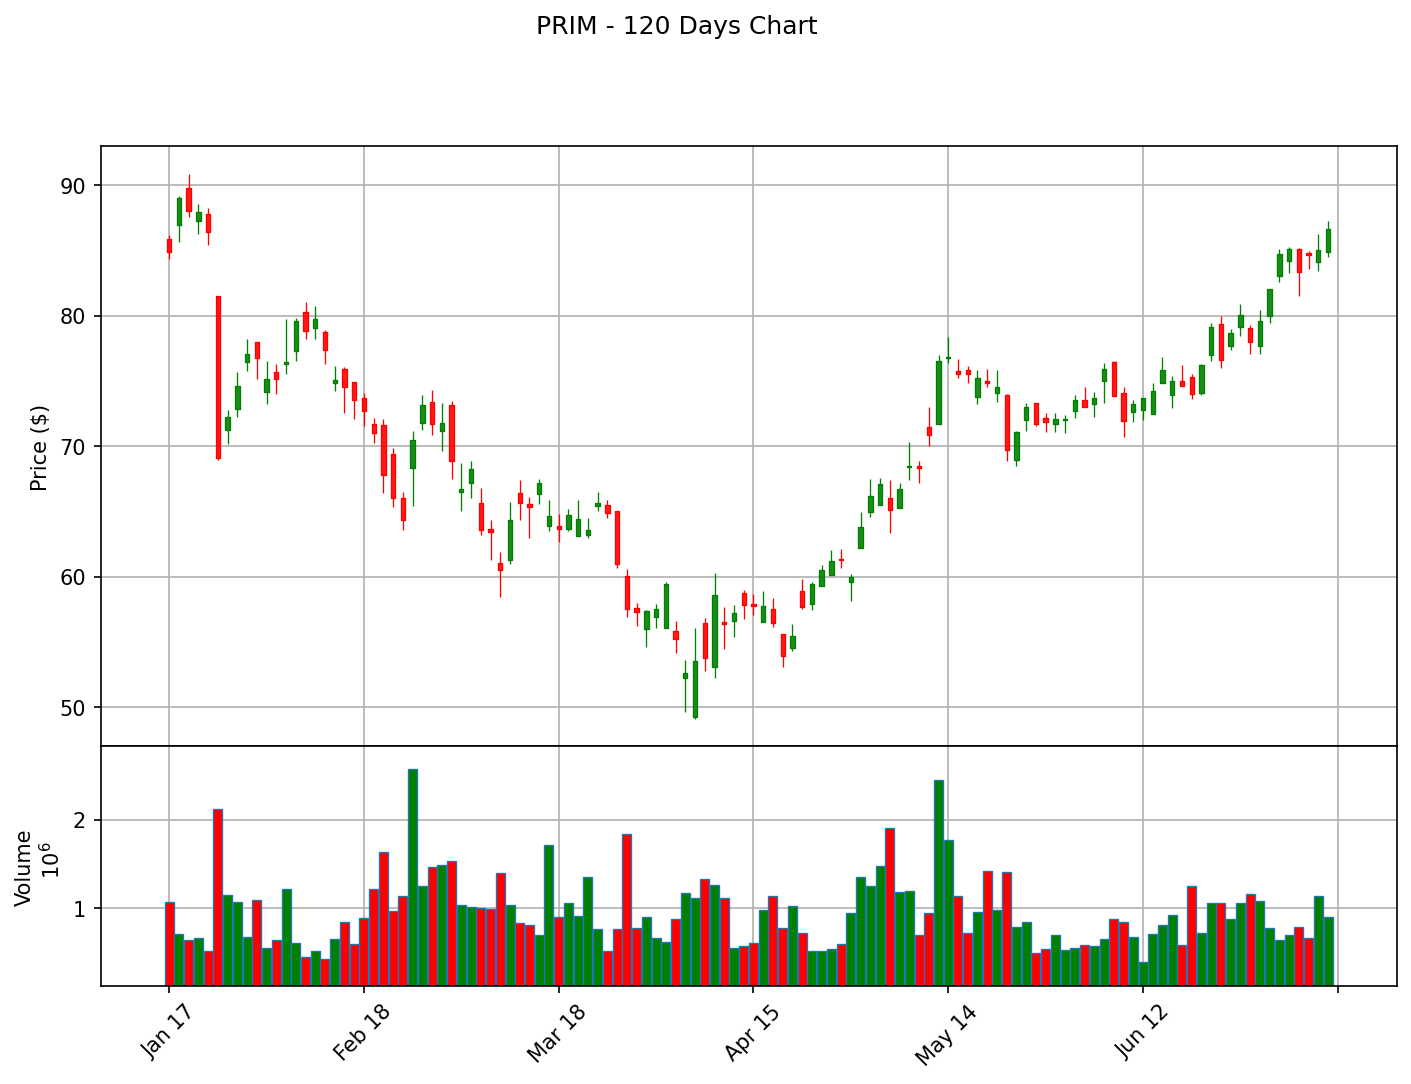 PRIM - 120 Days Chart
90
80
70
60
50
Price ($)
2
1
Volume
10⁶
Jan 17
Feb 18
Mar 18
Apr 15
May 14
Jun 12